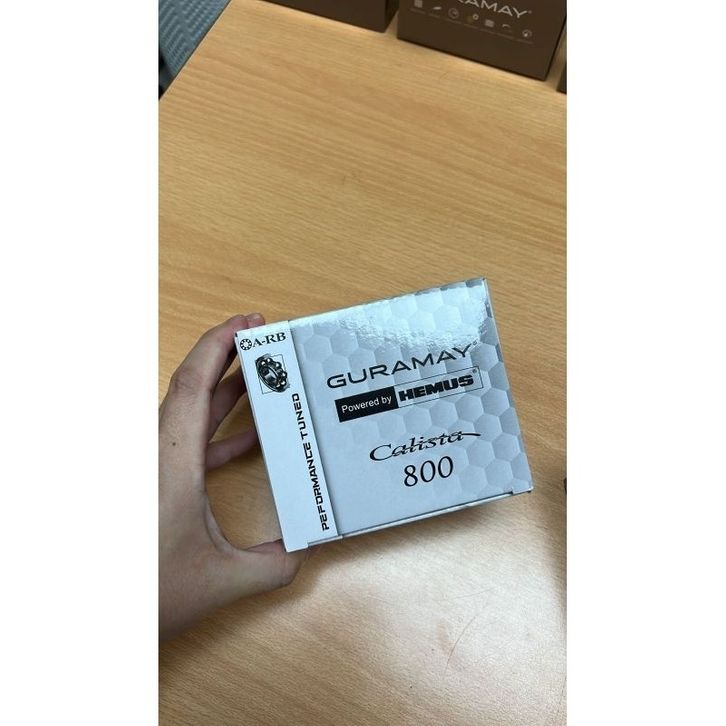 GURAMAY®
A-RB
PEFORMANCE TUNED
GURAMAY®
Powered by HEMUS®
Calista
800